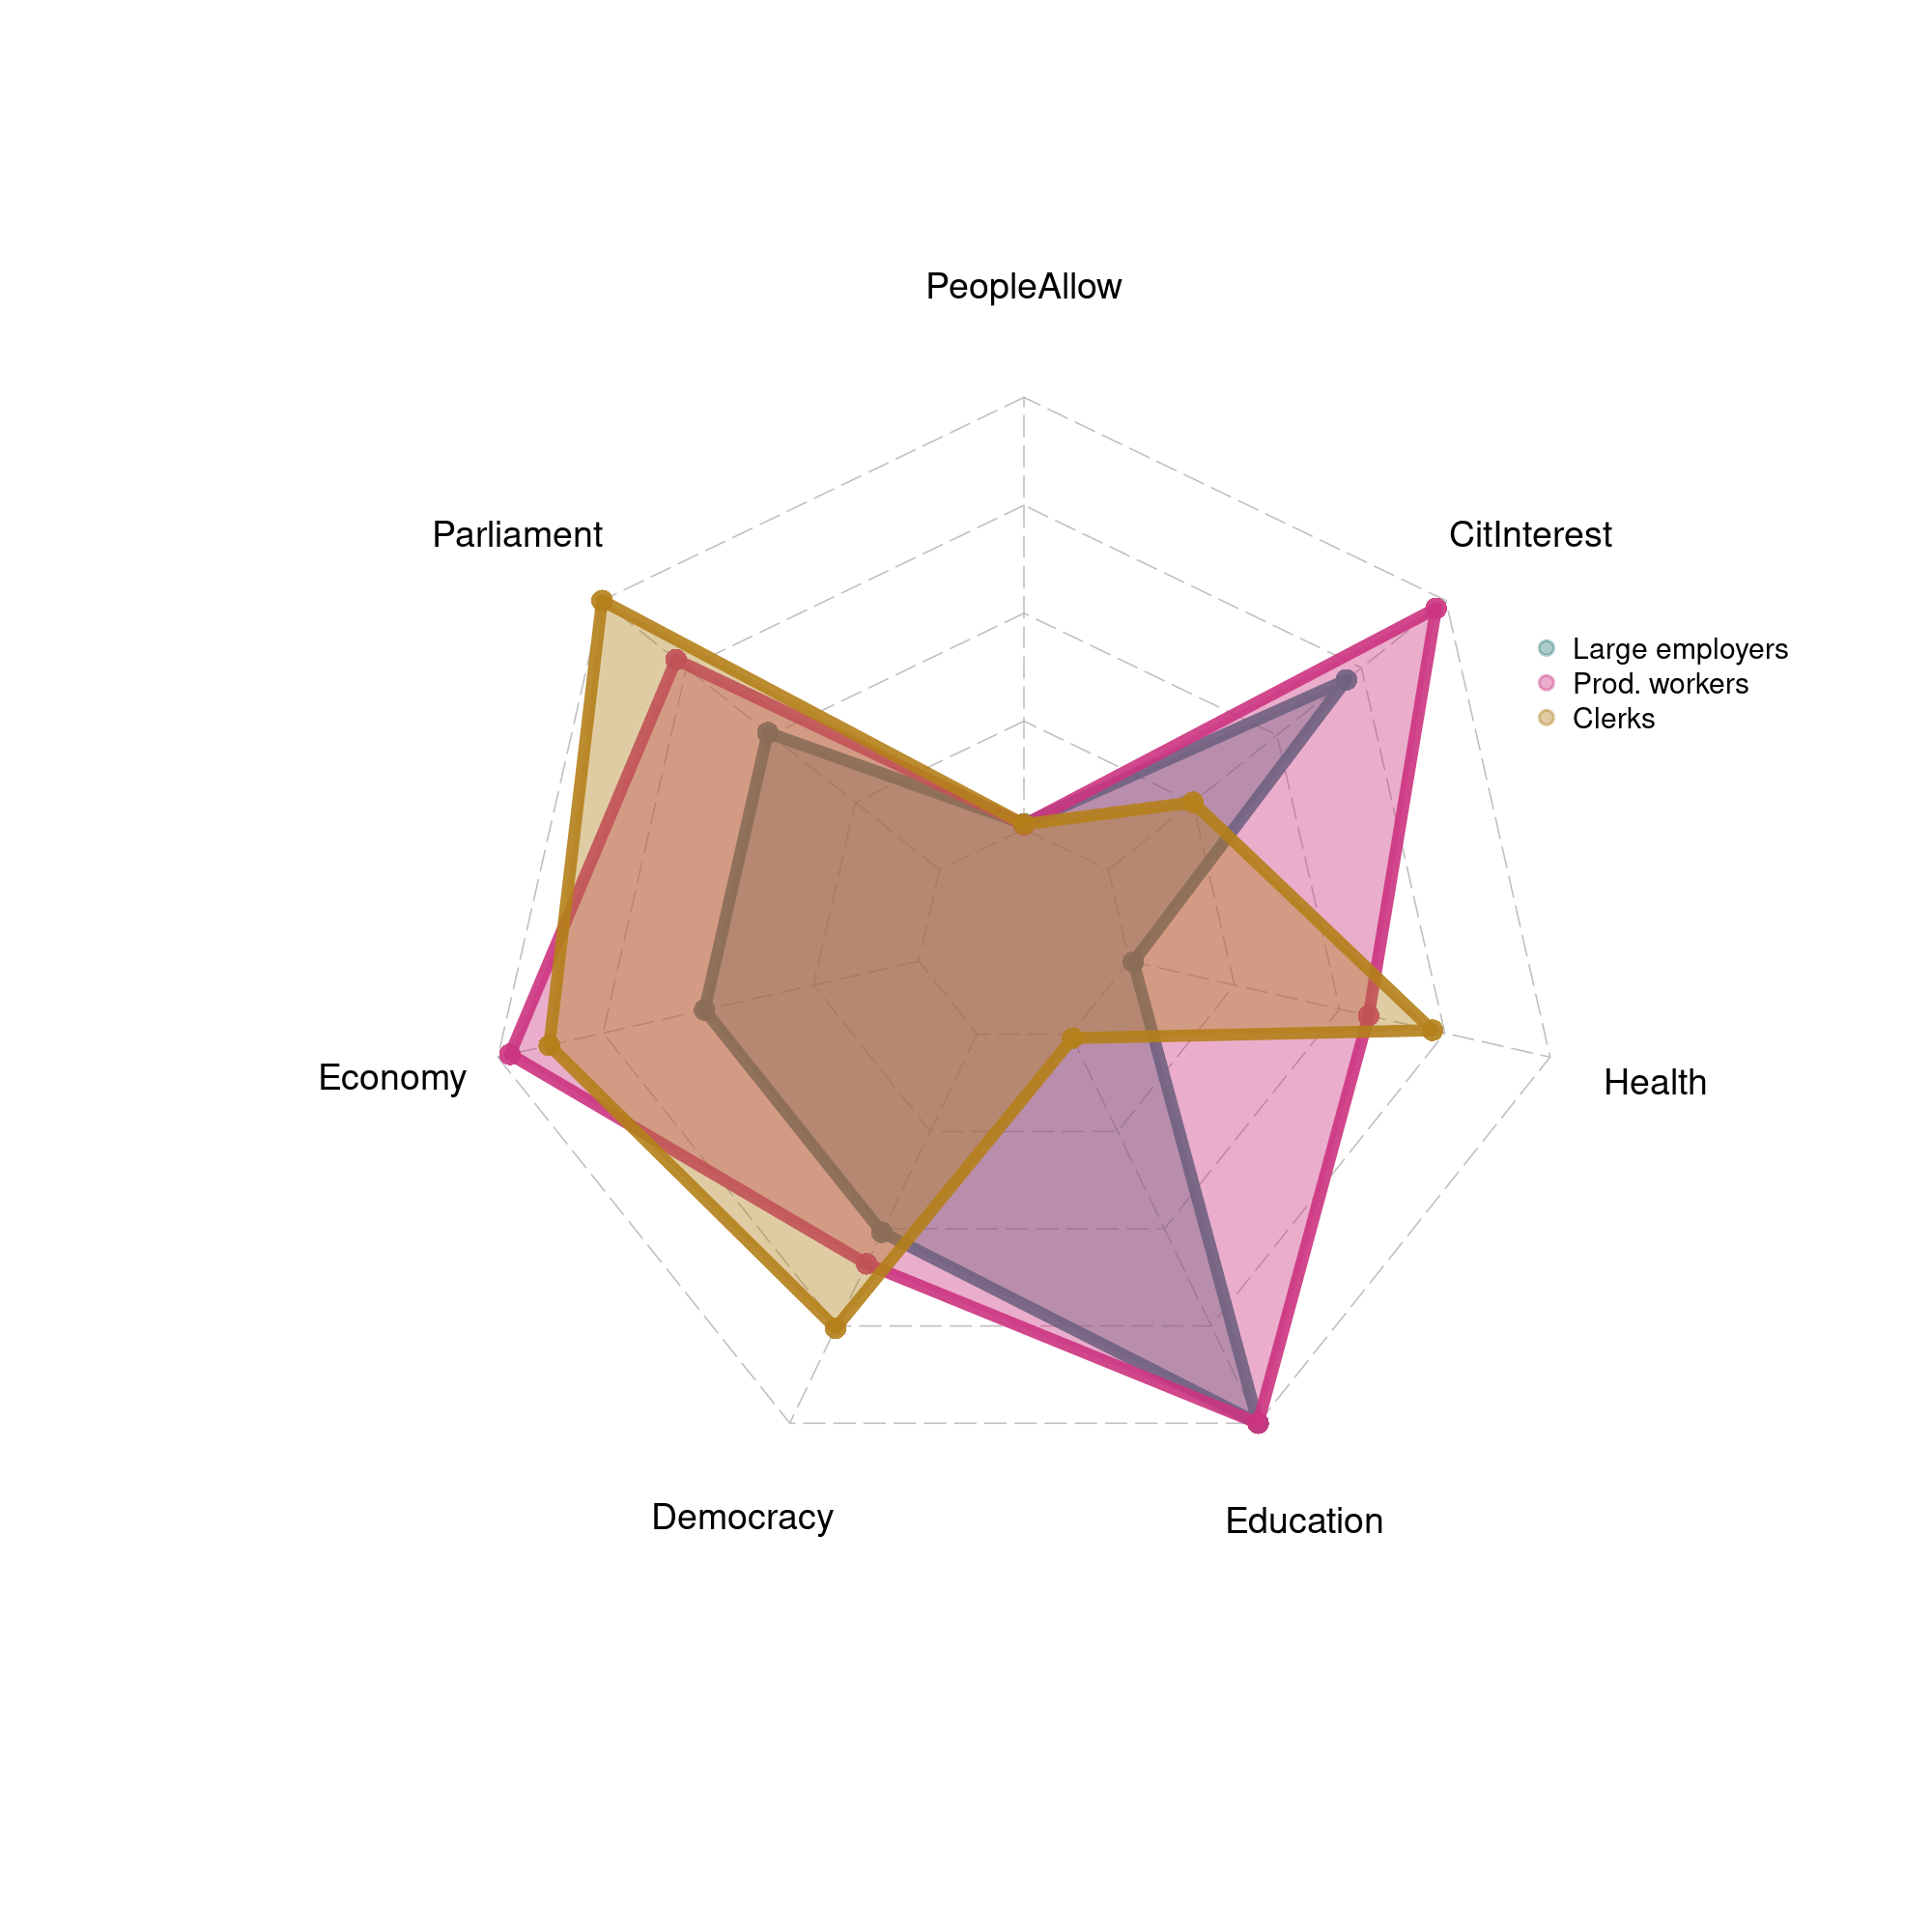 PeopleAllow
Parliament
CitInterest
Large employers
Prod. workers
Clerks
Economy
Health
Democracy
Education